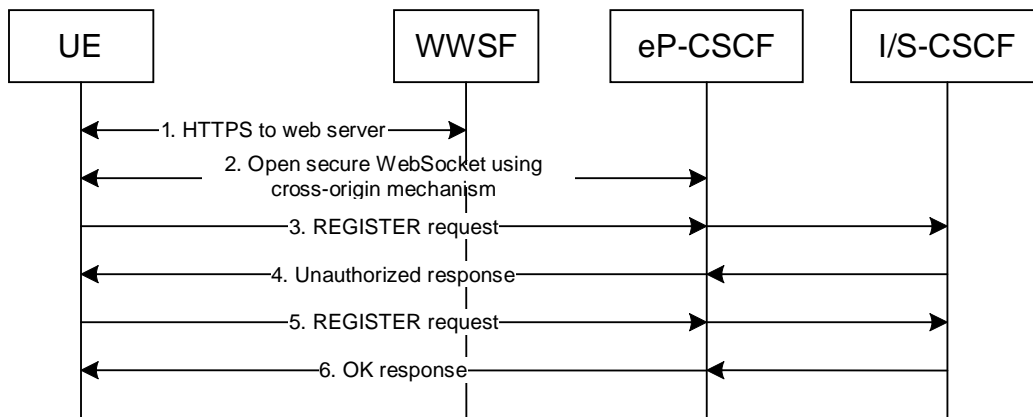 UE
WWSF
eP-CSCF
I/S-CSCF
1. HTTPS to web server
2. Open secure WebSocket using
cross-origin mechanism
3. REGISTER request
4. Unauthorized response
5. REGISTER request
6. OK response